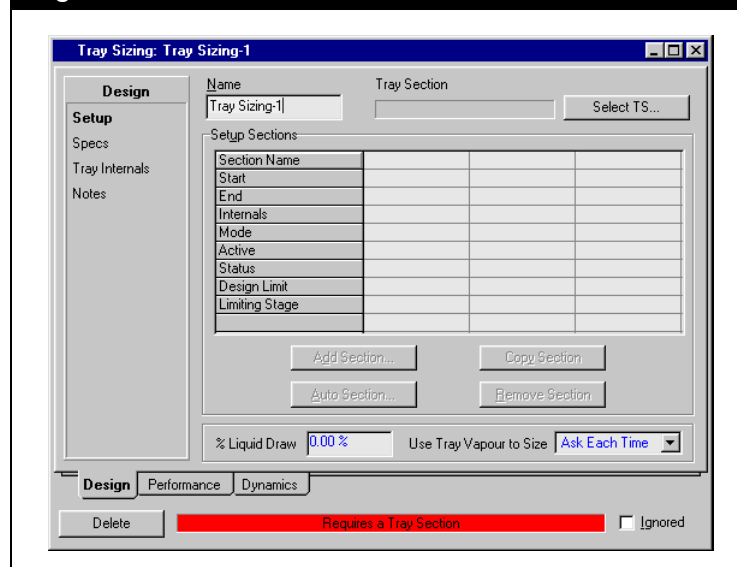 Tray Sizing: Tray Sizing-1
Design
Setup
Specs
Tray Internals
Notes
Name
Tray Section
Tray Sizing-1
Select TS...
Setup Sections
Section Name
Start
End
Internals
Mode
Active
Status
Design Limit
Limiting Stage
Add Section...
Copy Section
Auto Section...
Remove Section
% Liquid Draw
0.00 %
Use Tray Vapour to Size
Ask Each Time
Design
Performance
Dynamics
Delete
Requires a Tray Section
Ignored